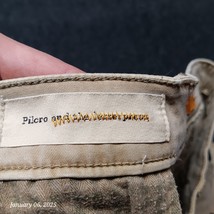 Pilcro and the letterpress
January 06, 2025